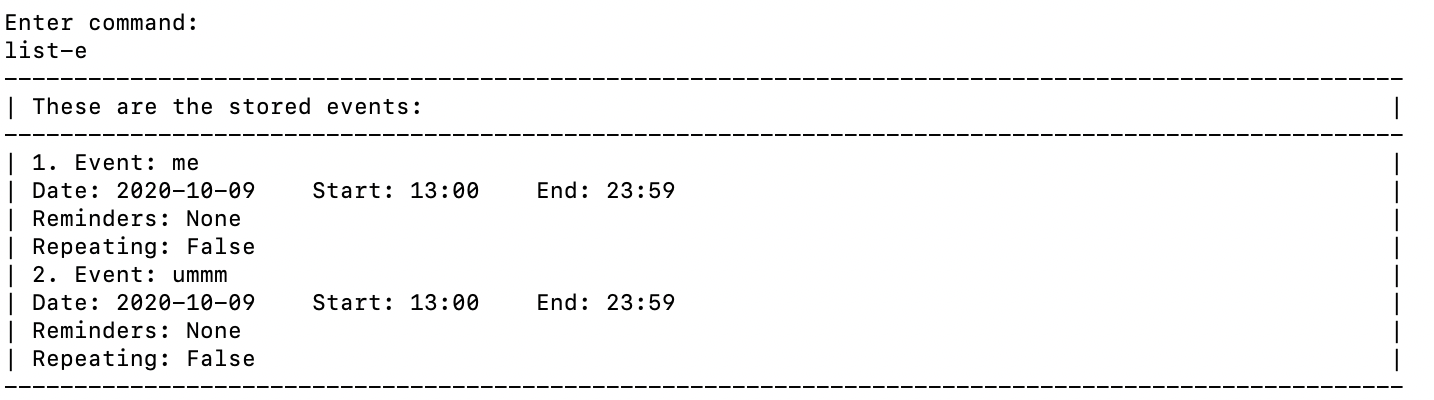 Enter command:
list-e
----------------------------------------------------------------------------------------------------
| These are the stored events:                                                                     |
----------------------------------------------------------------------------------------------------
| 1. Event: me                                                                                     |
| Date: 2020-10-09    Start: 13:00    End: 23:59                                                   |
| Reminders: None                                                                                  |
| Repeating: False                                                                                 |
| 2. Event: ummm                                                                                   |
| Date: 2020-10-09    Start: 13:00    End: 23:59                                                   |
| Reminders: None                                                                                  |
| Repeating: False                                                                                 |
----------------------------------------------------------------------------------------------------